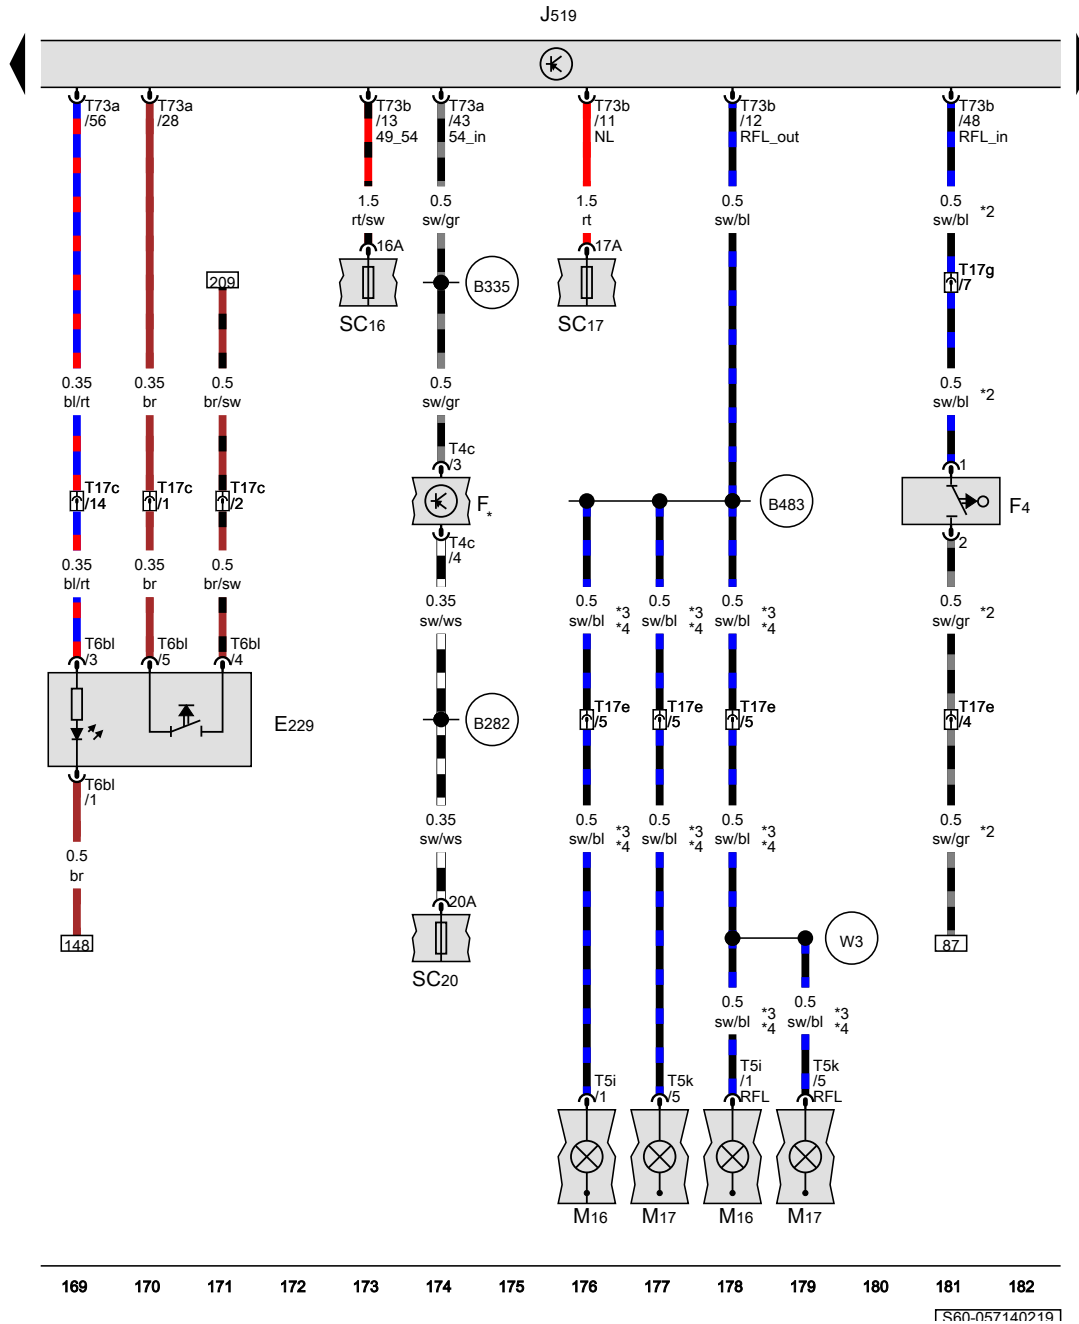 J519
T73a
/56
T73a
/28
T73b
/13
49_54
T73a
/43
54_in
T73b
/11
NL
T73b
/12
RFL_out
T73b
/48
RFL_in
1.5
rt/sw
0.5
sw/gr
1.5
rt
0.5
sw/bl
0.5
sw/bl *2
16A
17A
209
B335
T17g
/7
SC16
SC17
0.35
bl/rt
0.35
br
0.5
br/sw
0.5
sw/gr
0.5
sw/bl *2
T4c
/3
1
T17c
/14
T17c
/1
T17c
/2
F*
B483
F4
T4c
/4
2
0.35
bl/rt
0.35
br
0.5
br/sw
0.35
sw/ws
0.5
sw/bl *3
*4
0.5
sw/bl *3
*4
0.5
sw/bl *3
*4
0.5
sw/gr *2
T6bl
/3
T6bl
/5
T6bl
/4
E229
B282
T17e
/5
T17e
/5
T17e
/5
T17e
/4
T6bl
/1
0.5
br
0.35
sw/ws
0.5
sw/bl *3
*4
0.5
sw/bl *3
*4
0.5
sw/bl *3
*4
0.5
sw/gr *2
20A
148
W3
87
SC20
0.5
sw/bl *3
*4
0.5
sw/bl *3
*4
T5i
/1
T5k
/5
T5i
/1
RFL
T5k
/5
RFL
M16
M17
M16
M17
169 170 171 172 173 174 175 176 177 178 179 180 181 182
S60-057140219